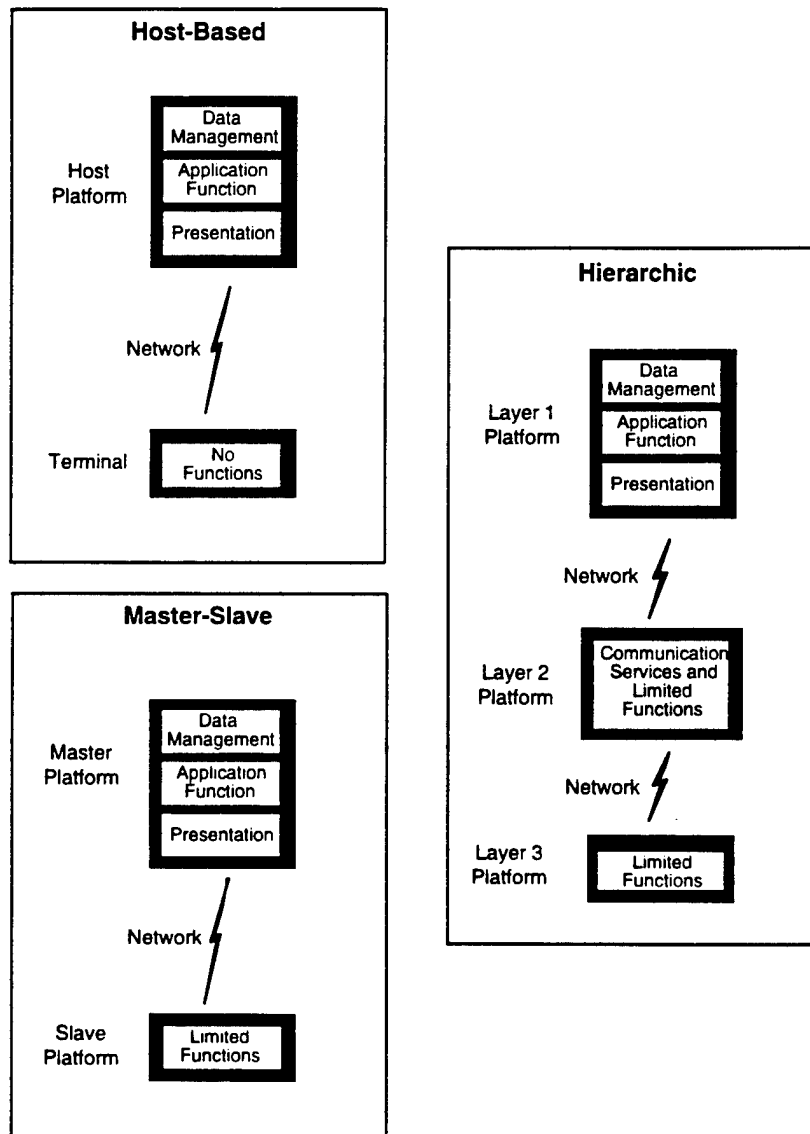 Host-Based
Host
Platform
Data
Management
Application
Function
Presentation
Network
Terminal
No
Functions
Master-Slave
Master
Platform
Data
Management
Application
Function
Presentation
Network
Slave
Platform
Limited
Functions
Hierarchic
Layer 1
Platform
Data
Management
Application
Function
Presentation
Network
Layer 2
Platform
Communication
Services and
Limited
Functions
Network
Layer 3
Platform
Limited
Functions